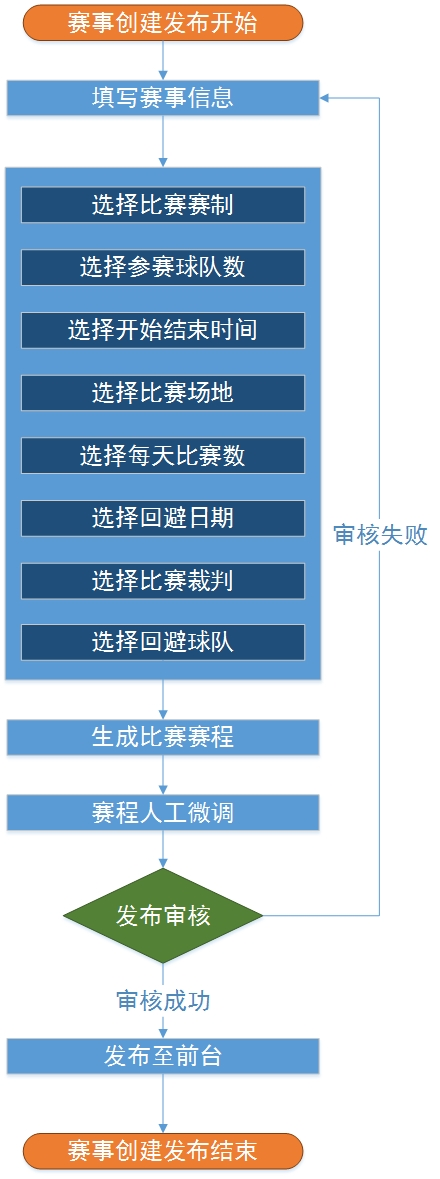 赛事创建发布开始
填写赛事信息
选择比赛赛制
选择参赛球队数
选择开始结束时间
选择比赛场地
选择每天比赛数
选择回避日期
审核失败
选择比赛裁判
选择回避球队
生成比赛赛程
赛程人工微调
发布审核
审核成功
发布至前台
赛事创建发布结束